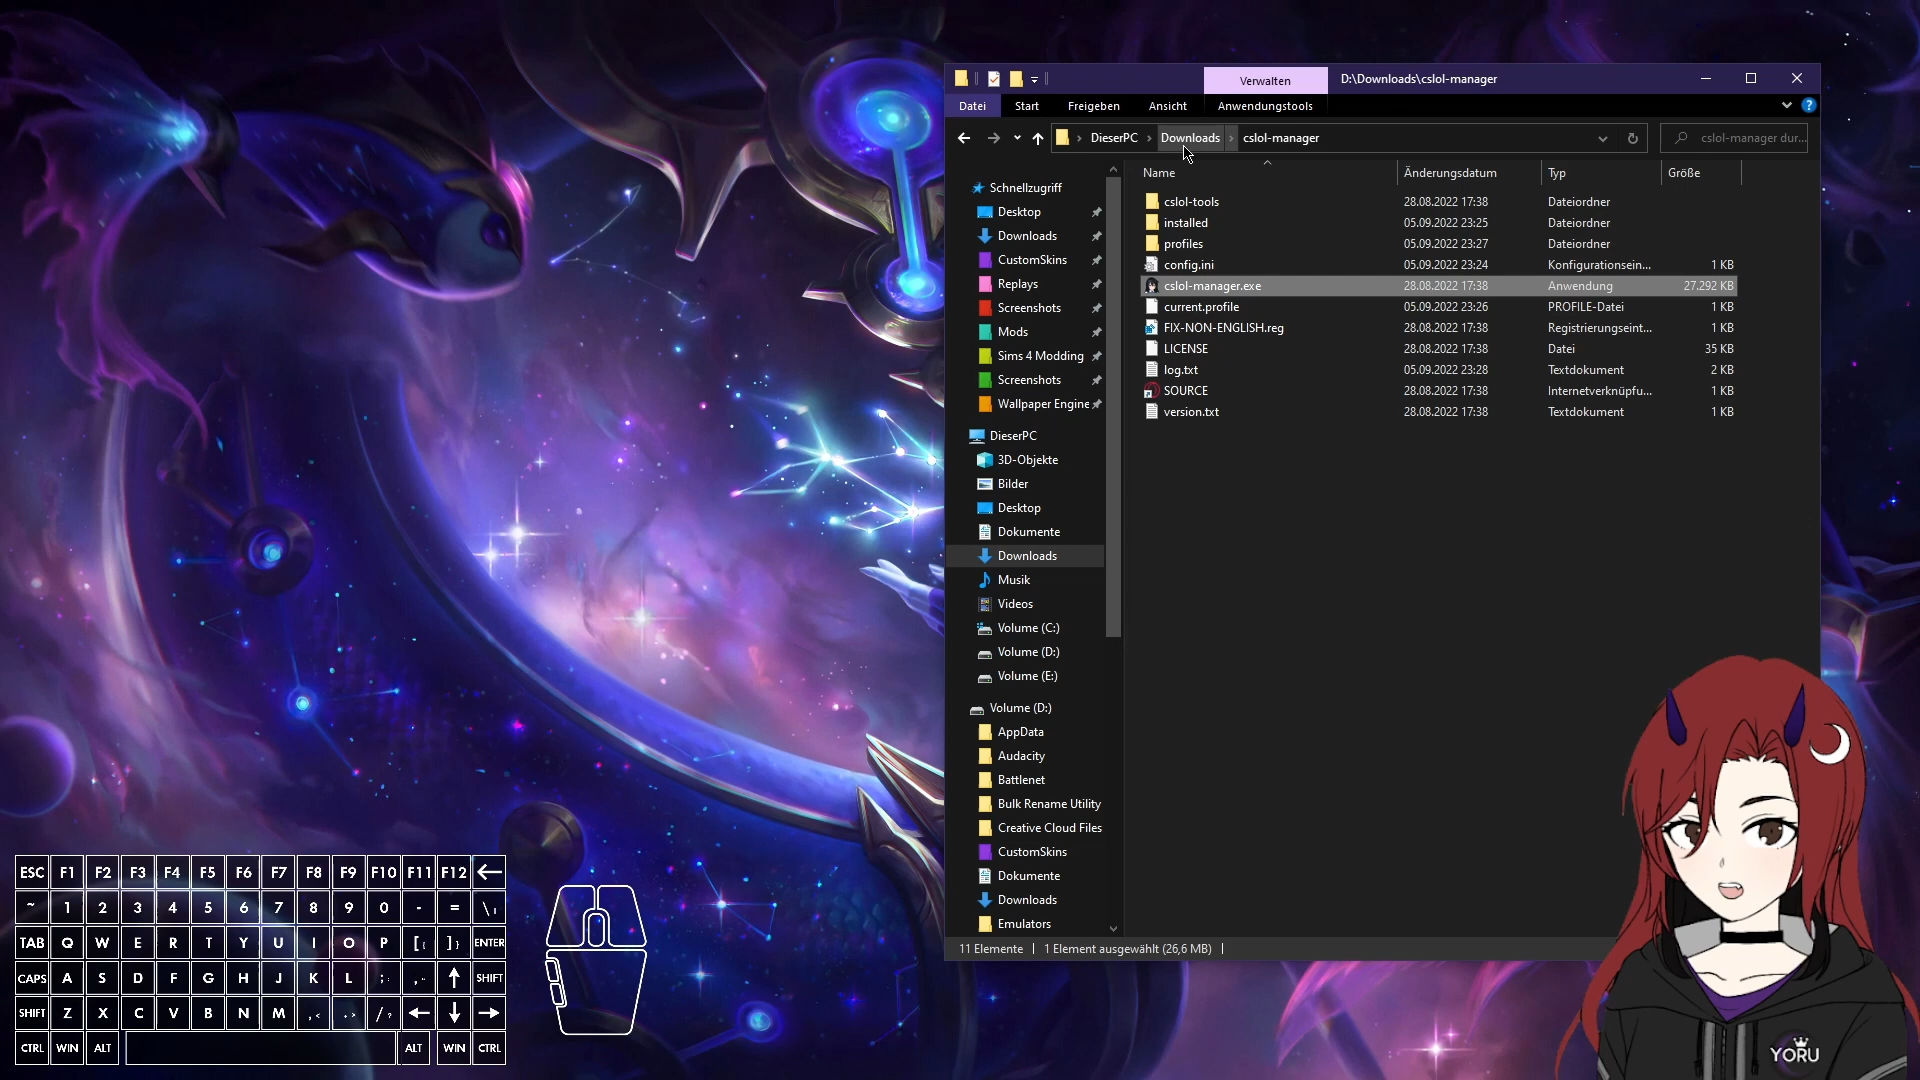 Verwalten
D:\Downloads\cslol-manager
Datei Start Freigeben Ansicht Anwendungstools
DieserPC Downloads cslol-manager
cslol-manager dur...
Name Änderungsdatum Typ Größe
cslol-tools 28.08.2022 17:38 Dateiordner
installed 05.09.2022 23:25 Dateiordner
profiles 05.09.2022 23:27 Dateiordner
config.ini 05.09.2022 23:24 Konfigurationsein... 1 KB
cslol-manager.exe 28.08.2022 17:38 Anwendung 27.292 KB
current.profile 05.09.2022 23:26 PROFILE-Datei 1 KB
FIX-NON-ENGLISH.reg 28.08.2022 17:38 Registrierungseint... 1 KB
LICENSE 28.08.2022 17:38 Datei 35 KB
log.txt 05.09.2022 23:28 Textdokument 2 KB
SOURCE 28.08.2022 17:38 Internetverknüpfu... 1 KB
version.txt 28.08.2022 17:38 Textdokument 1 KB
Schnellzugriff
Desktop
Downloads
CustomSkins
Replays
Screenshots
Mods
Sims 4 Modding
Screenshots
Wallpaper Engine
DieserPC
3D-Objekte
Bilder
Desktop
Dokumente
Downloads
Musik
Videos
Volume (C:)
Volume (D:)
Volume (E:)
Volume (D:)
AppData
Audacity
Battlenet
Bulk Rename Utility
Creative Cloud Files
CustomSkins
Dokumente
Downloads
Emulators
11 Elemente 1 Element ausgewählt (26,6 MB)
ESC F1 F2 F3 F4 F5 F6 F7 F8 F9 F10 F11 F12 ←
~ 1 2 3 4 5 6 7 8 9 0 - = \
TAB Q W E R T Y U I O P [{ ]} ENTER
CAPS A S D F G H J K L ; , ↑ SHIFT
SHIFT Z X C V B N M ,< .> /? ← ↓ →
CTRL WIN ALT ALT WIN CTRL
YORU